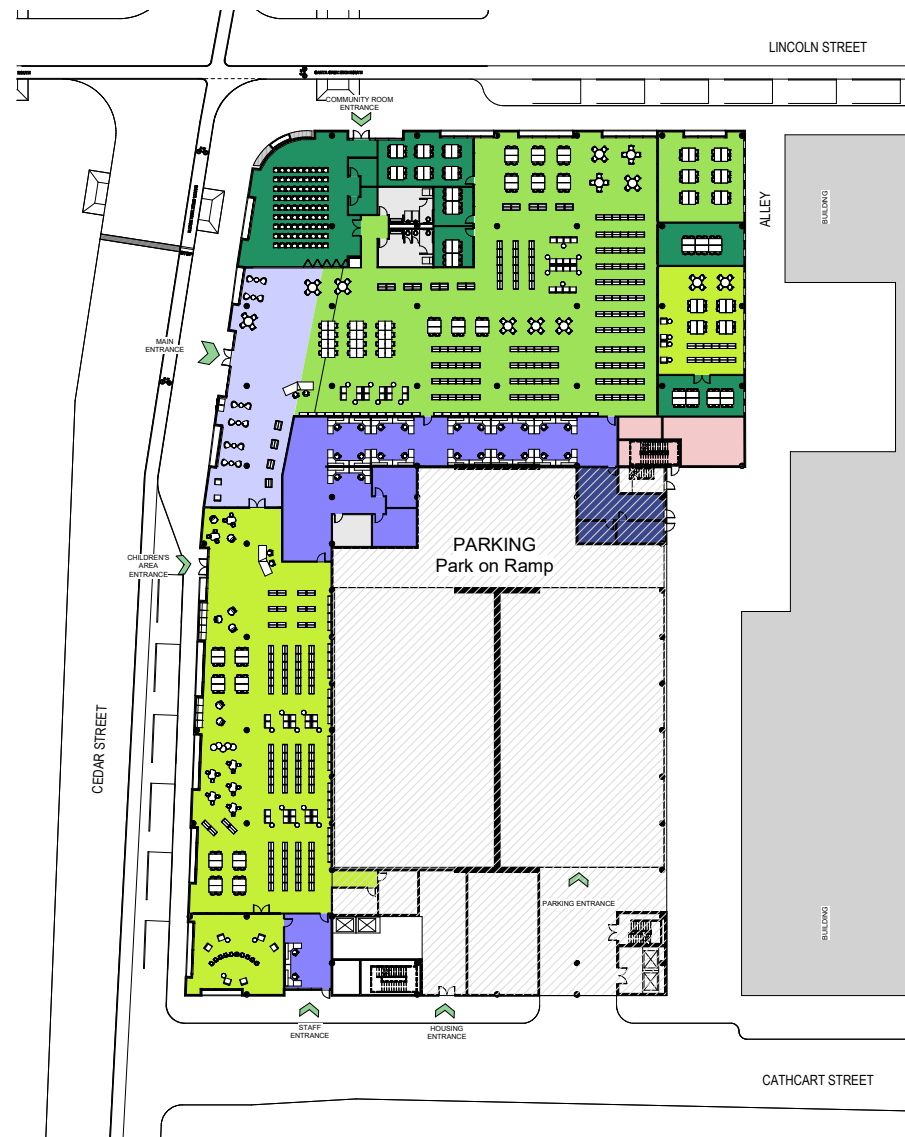 LINCOLN STREET
COMMUNITY ROOM
ENTRANCE
ALLEY
BUILDING
MAIN
ENTRANCE
PARKING
Park on Ramp
CHILDREN'S
AREA
ENTRANCE
CEDAR STREET
PARKING ENTRANCE
BUILDING
STAFF
ENTRANCE
HOUSING
ENTRANCE
CATHCART STREET